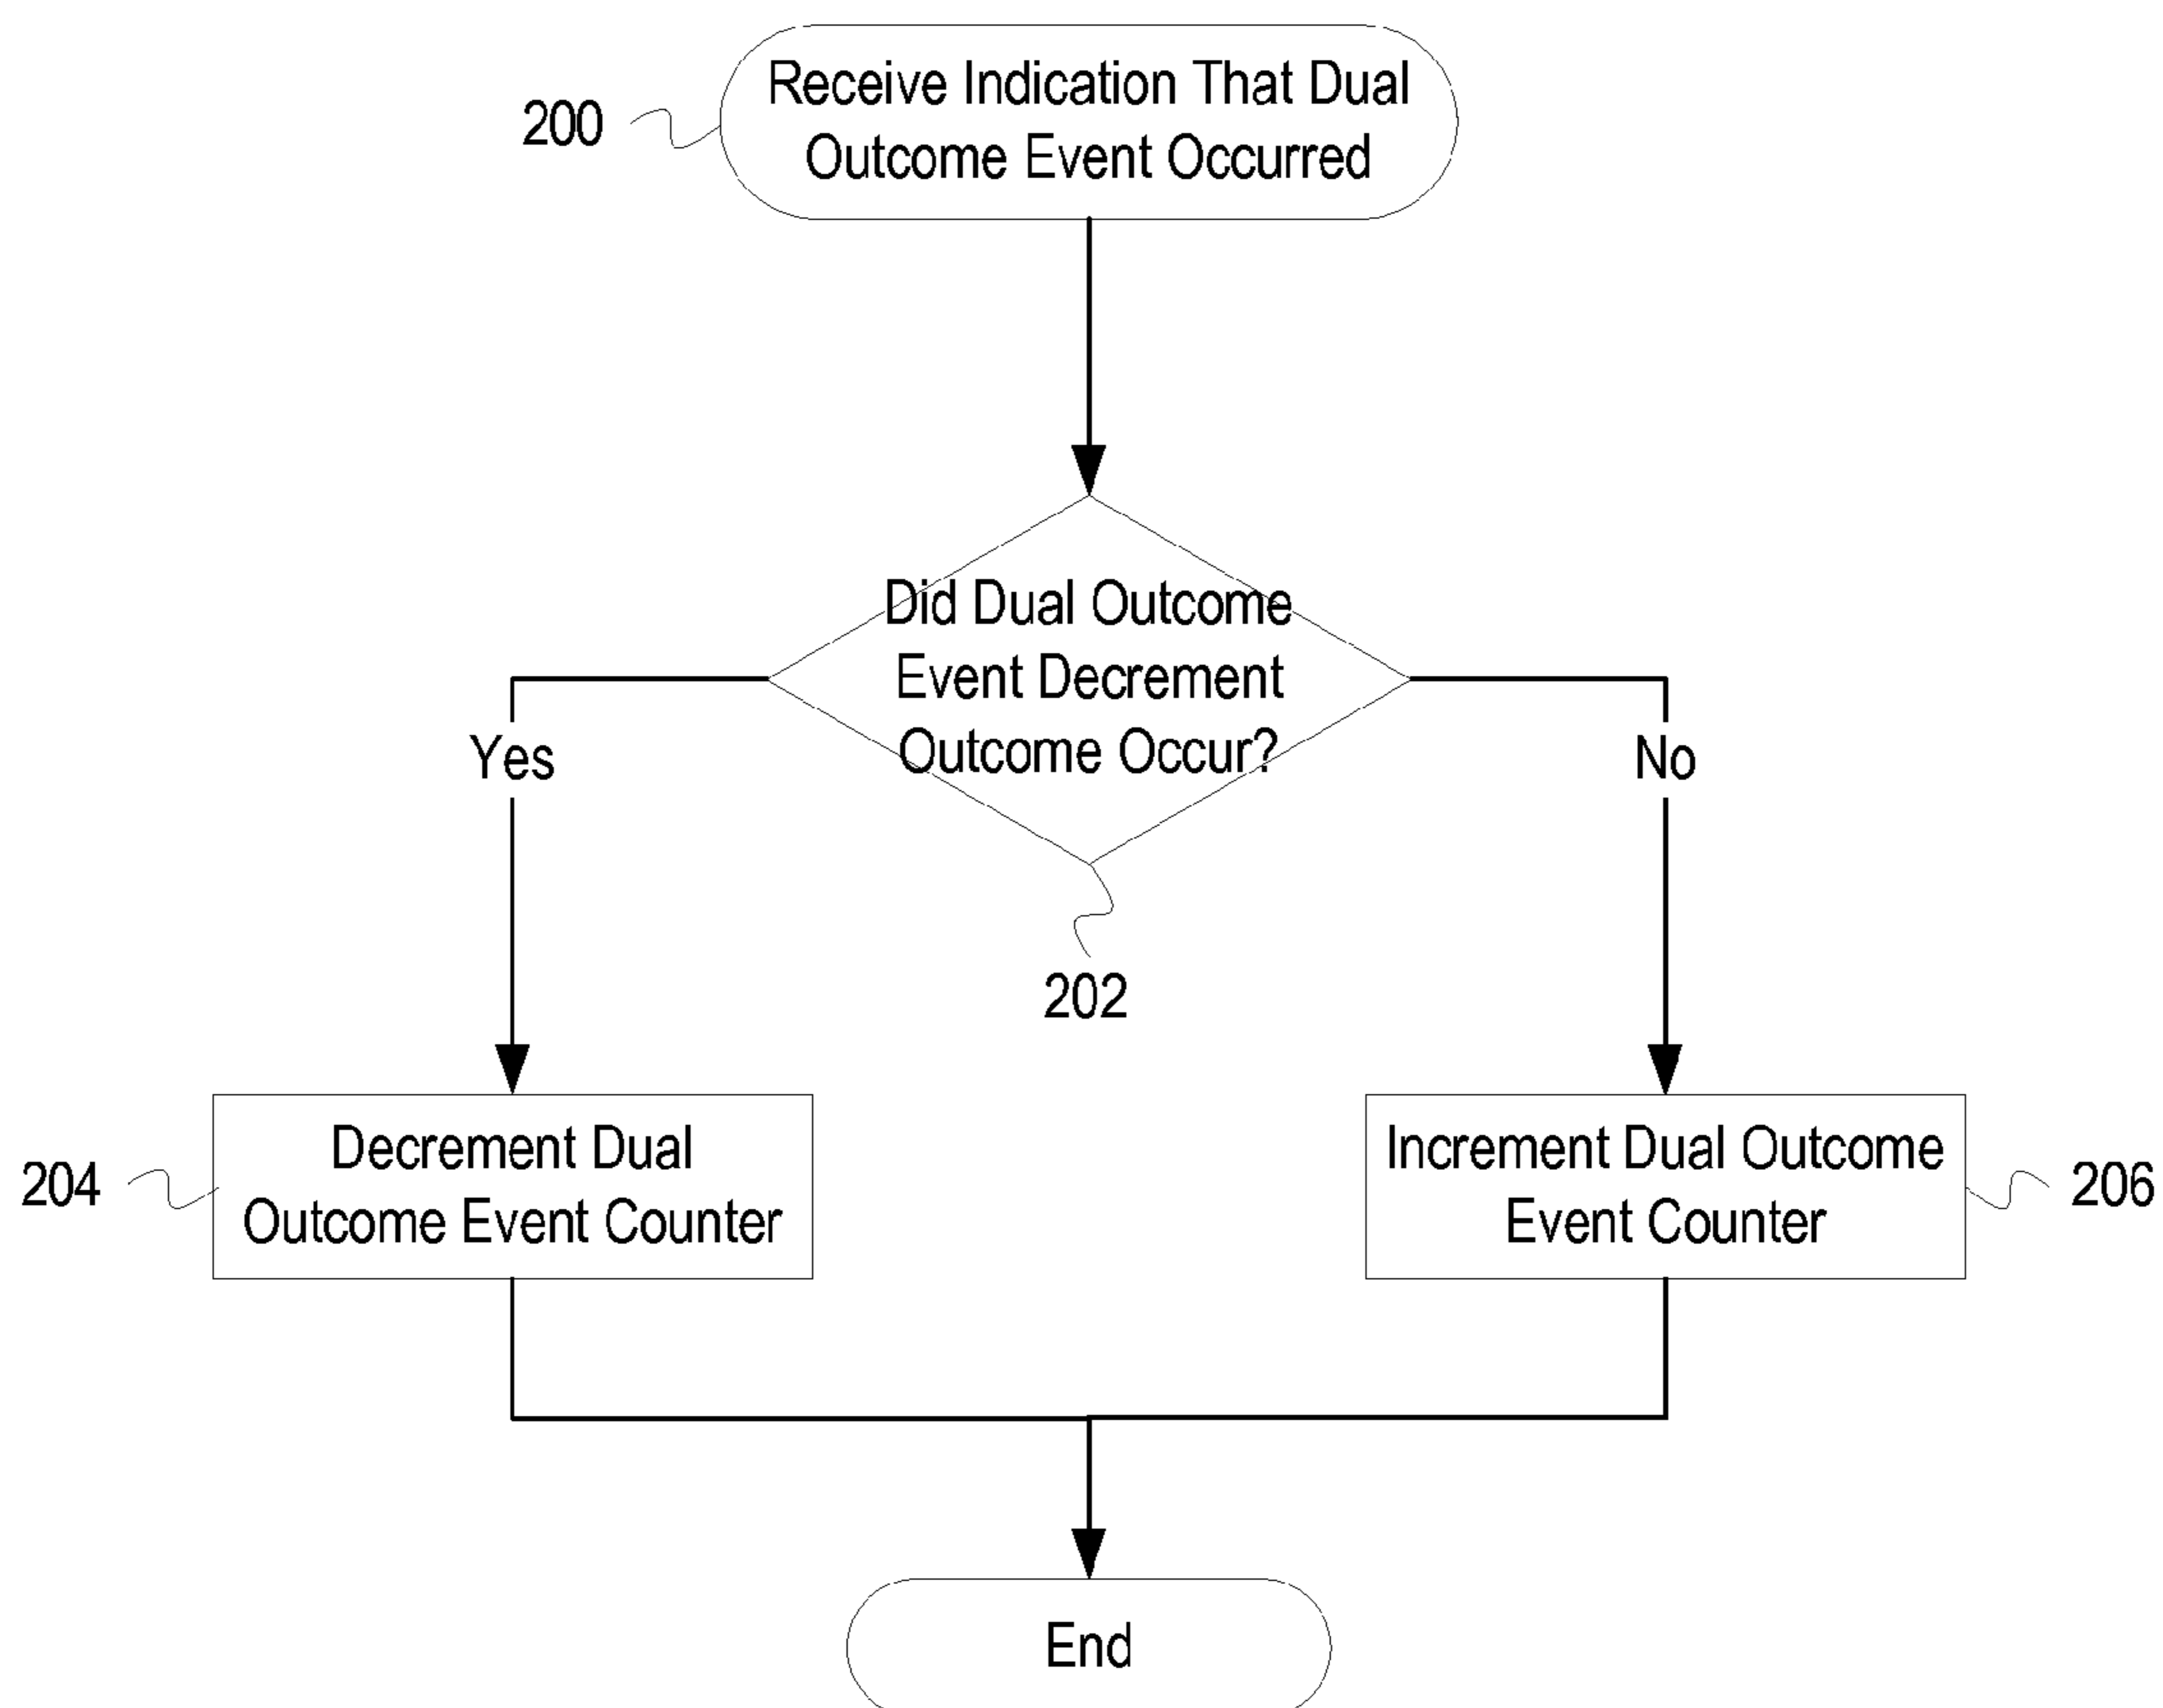 Receive Indication That Dual
Outcome Event Occurred
200
Did Dual Outcome
Event Decrement
Outcome Occur?
Yes
No
202
Decrement Dual
Outcome Event Counter
204
Increment Dual Outcome
Event Counter
206
End